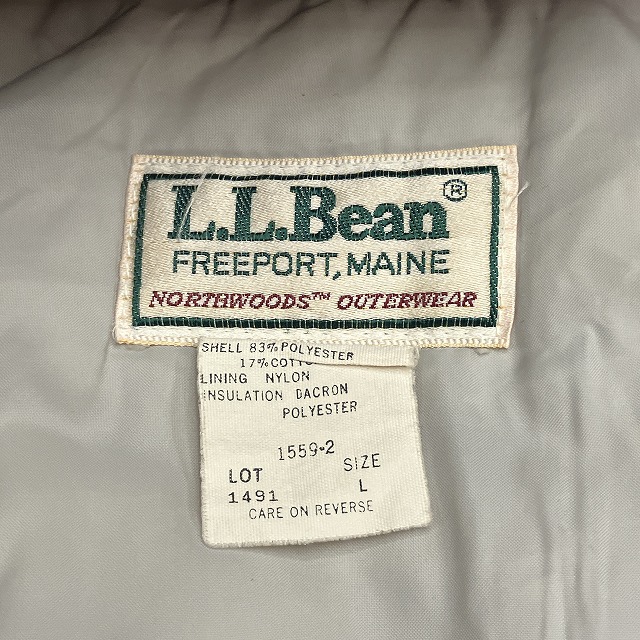 L.L.Bean®
FREEPORT, MAINE
NORTHWOODS™ OUTERWEAR
SHELL 83% POLYESTER
17% COTTO
LINING NYLON
INSULATION DACRON
POLYESTER
1559-2
LOT SIZE
1491 L
CARE ON REVERSE